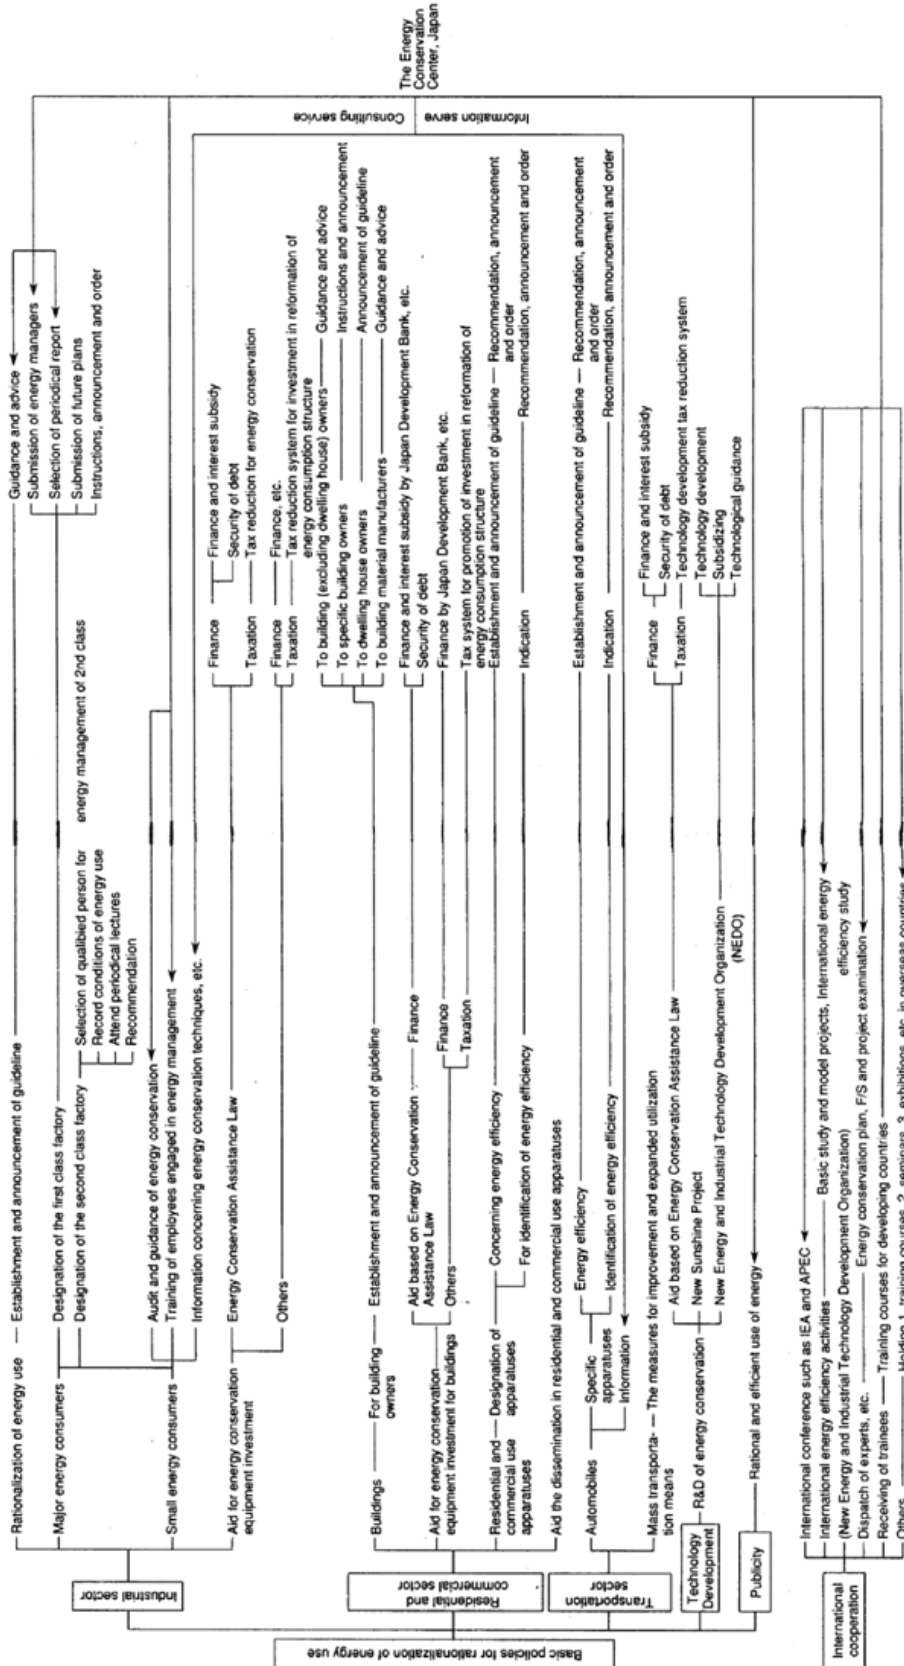 Basic policies for rationalization of energy use
Industrial sector
Rationalization of energy use
Establishment and announcement of guideline
Guidance and advice
Major energy consumers
Designation of the first class factory
Submission of energy managers
Selection of periodical report
Submission of future plans
Instructions, announcement and order
Designation of the second class factory
Selection of qualibied person for
energy management of 2nd class
Record conditions of energy use
Attend periodical lectures
Recommendation
Small energy consumers
Audit and guidance of energy conservation
Training of employees engaged in energy management
Information concerning energy conservation techniques, etc.
Aid for energy conservation
equipment investment
Energy Conservation Assistance Law
Finance
Finance and interest subsidy
Security of debt
Taxation
Tax reduction for energy conservation
Others
Finance
Finance, etc.
Taxation
Tax reduction system for investment in reformation of
energy consumption structure
Residential and
commercial sector
Buildings
For building
owners
Establishment and announcement of guideline
To building (excluding dwelling house) owners
Guidance and advice
To specific building owners
Instructions and announcement
To dwelling house owners
Announcement of guideline
To building material manufacturers
Guidance and advice
Aid for energy conservation
equipment investment for buildings
Aid based on Energy Conservation
Assistance Law
Finance
Finance and interest subsidy by Japan Development Bank, etc.
Security of debt
Others
Finance
Finance by Japan Development Bank, etc.
Taxation
Tax system for promotion of investment in reformation of
energy consumption structure
Residential and
commercial use
apparatuses
Designation of
apparatuses
Concerning energy efficiency
Establishment and announcement of guideline
Recommendation, announcement
and order
For identification of energy efficiency
Indication
Recommendation, announcement and order
Aid the dissemination in residential and commercial use apparatuses
Transportation
sector
Automobiles
Specific
apparatuses
Energy efficiency
Establishment and announcement of guideline
Recommendation, announcement
and order
Identification of energy efficiency
Indication
Recommendation, announcement and order
Information
Mass transporta-
tion means
The measures for improvement and expanded utilization
Technology
Development
R&D of energy conservation
Aid based on Energy Conservation Assistance Law
Finance
Finance and interest subsidy
Security of debt
Taxation
Technology development tax reduction system
New Sunshine Project
New Energy and Industrial Technology Development Organization
(NEDO)
Technology development
Subsidizing
Technological guidance
Publicity
Rational and efficient use of energy
International
cooperation
International conference such as IEA and APEC
International energy efficiency activities
Basic study and model projects, International energy
efficiency study
(New Energy and Industrial Technology Development Organization)
Dispatch of experts, etc.
Energy conservation plan, F/S and project examination
Receiving of trainees
Training courses for developing countries
Others
Holding 1. training courses, 2. seminars, 3. exhibitions, etc. in overseas countries
Consulting service
Information serve
The Energy
Conservation
Center, Japan